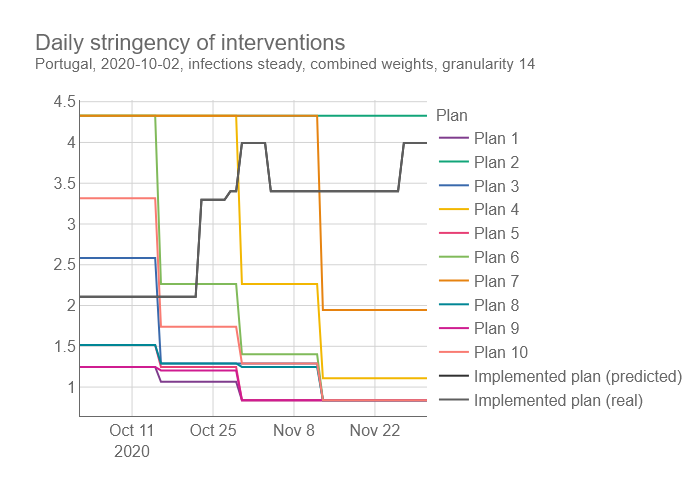 Daily stringency of interventions
Portugal, 2020-10-02, infections steady, combined weights, granularity 14
4.5
4
3.5
3
2.5
2
1.5
1
Oct 11
2020
Oct 25
Nov 8
Nov 22
Plan
Plan 1
Plan 2
Plan 3
Plan 4
Plan 5
Plan 6
Plan 7
Plan 8
Plan 9
Plan 10
Implemented plan (predicted)
Implemented plan (real)